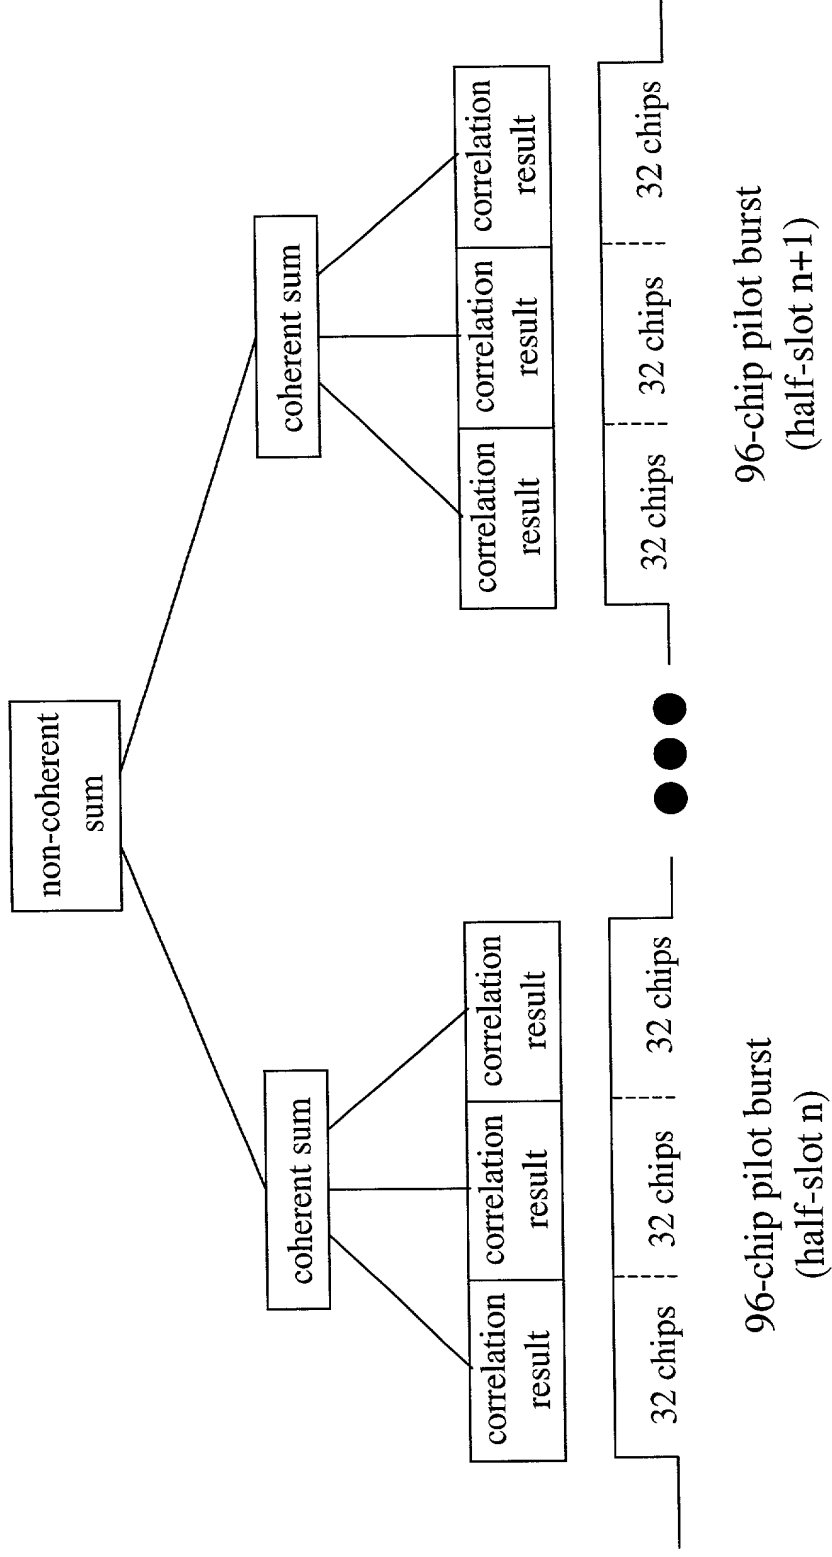 non-coherent
sum
coherent sum
coherent sum
correlation
result
correlation
result
correlation
result
correlation
result
correlation
result
correlation
result
32 chips
32 chips
32 chips
32 chips
32 chips
32 chips
96-chip pilot burst
(half-slot n)
96-chip pilot burst
(half-slot n+1)